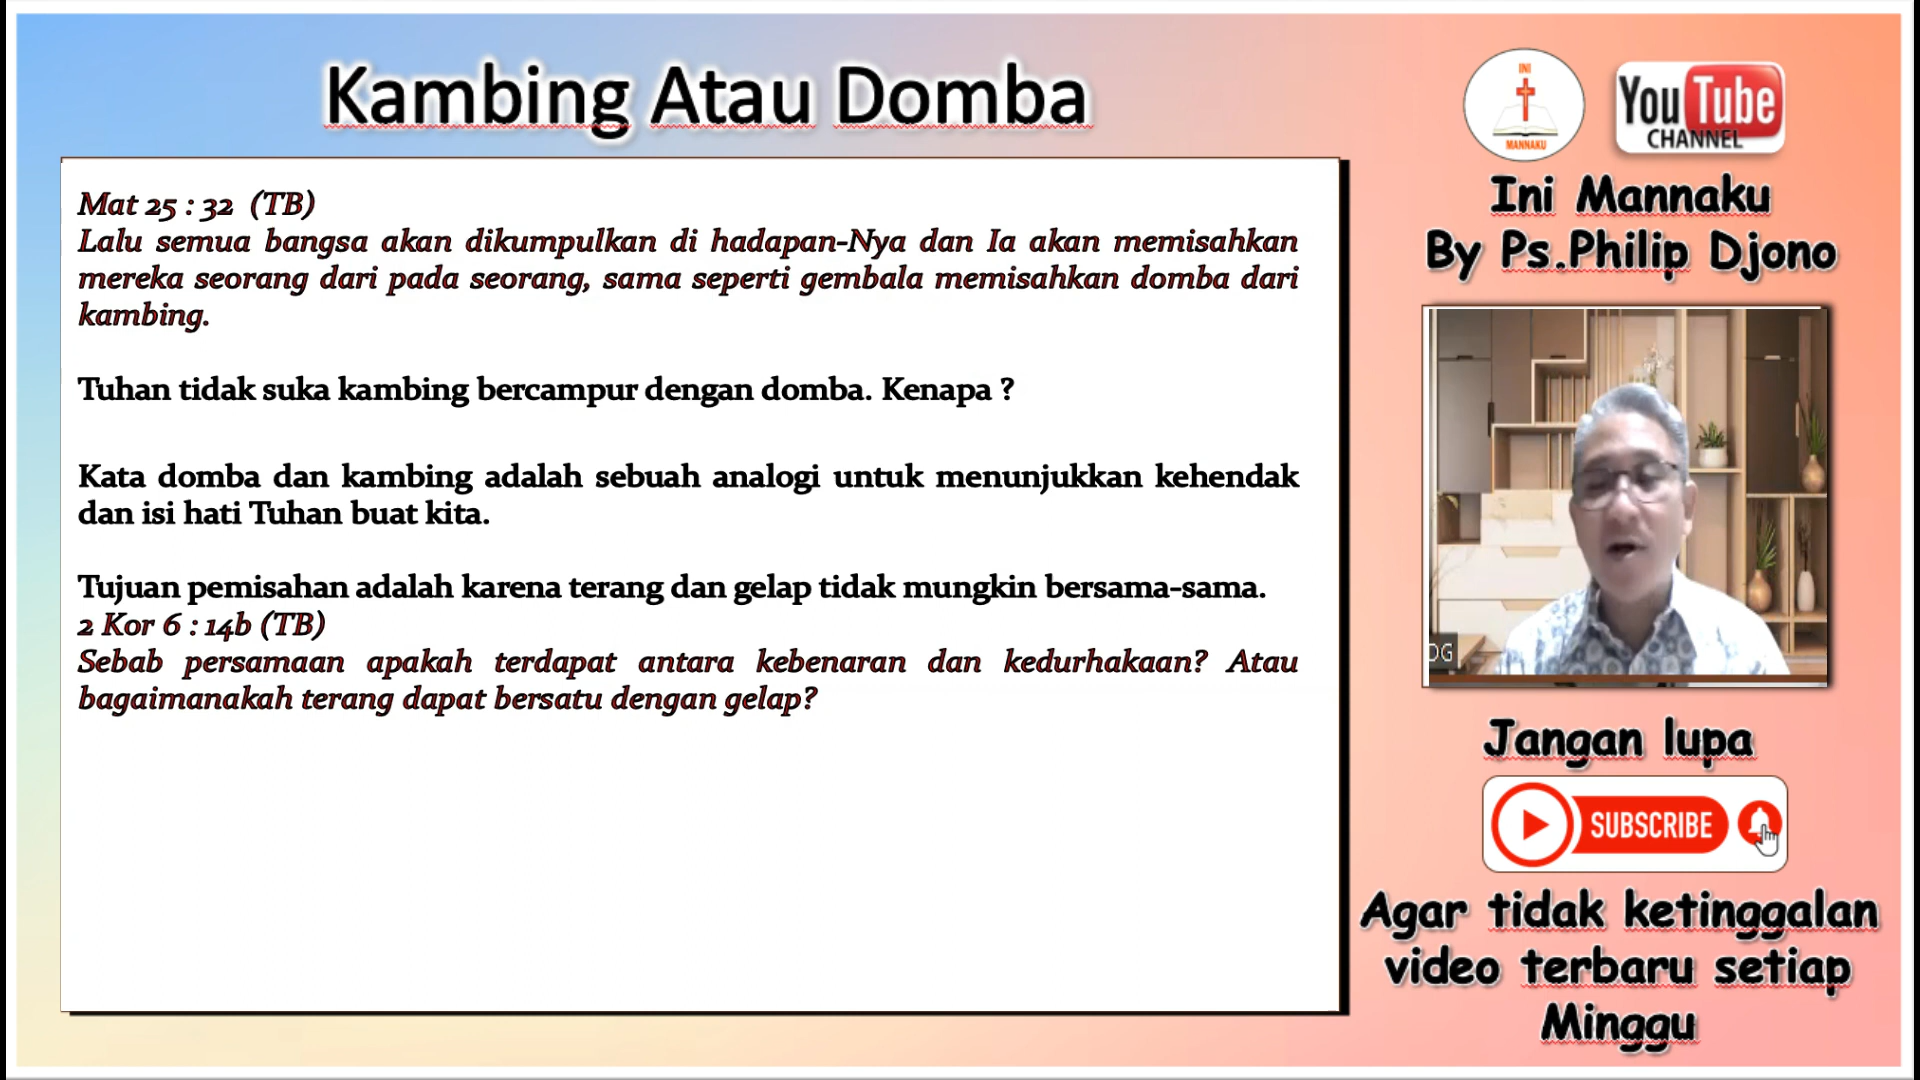 Kambing Atau Domba
Mat 25 : 32 (TB)
Lalu semua bangsa akan dikumpulkan di hadapan-Nya dan Ia akan memisahkan
mereka seorang dari pada seorang, sama seperti gembala memisahkan domba dari
kambing.
Tuhan tidak suka kambing bercampur dengan domba. Kenapa ?
Kata domba dan kambing adalah sebuah analogi untuk menunjukkan kehendak
dan isi hati Tuhan buat kita.
Tujuan pemisahan adalah karena terang dan gelap tidak mungkin bersama-sama.
2 Kor 6 : 14b (TB)
Sebab persamaan apakah terdapat antara kebenaran dan kedurhakaan? Atau
bagaimanakah terang dapat bersatu dengan gelap?
INI
MANNAKU
YouTube
CHANNEL
Ini Mannaku
By Ps.Philip Djono
DG
Jangan lupa
SUBSCRIBE
Agar tidak ketinggalan
video terbaru setiap
Minggu